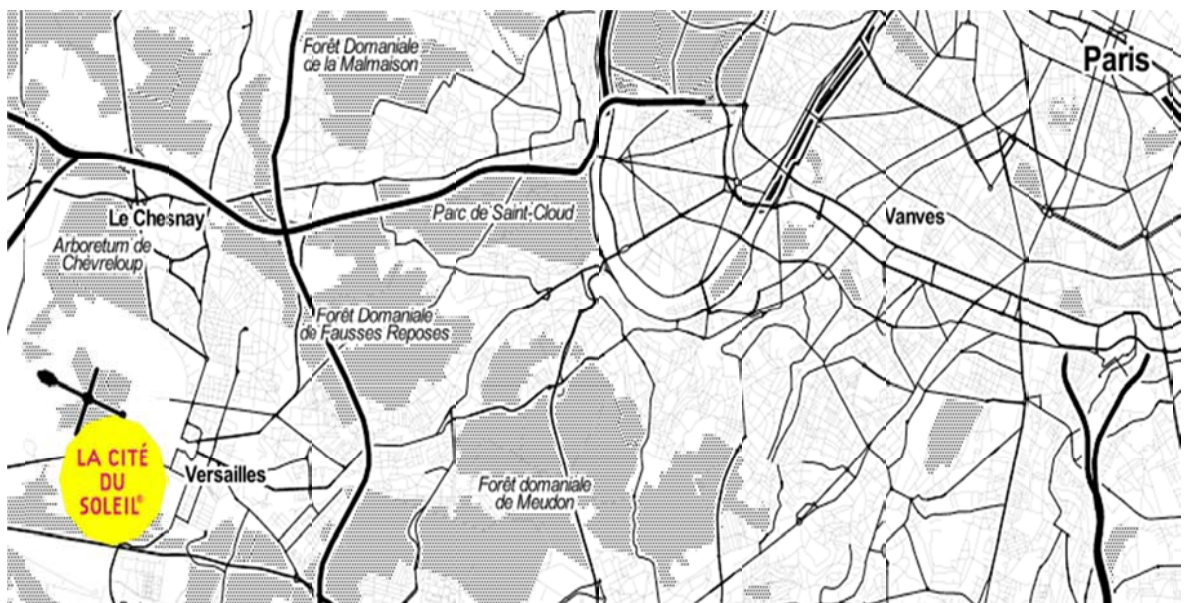 Forêt Domaniale
de la Malmaison
Paris
Le Chesnay
Parc de Saint-Cloud
Vanves
Arboretum de
Chèvreloup
Forêt Domaniale
de Fausses Reposes
LA CITÉ
DU
SOLEIL®
Versailles
Forêt domaniale
de Meudon